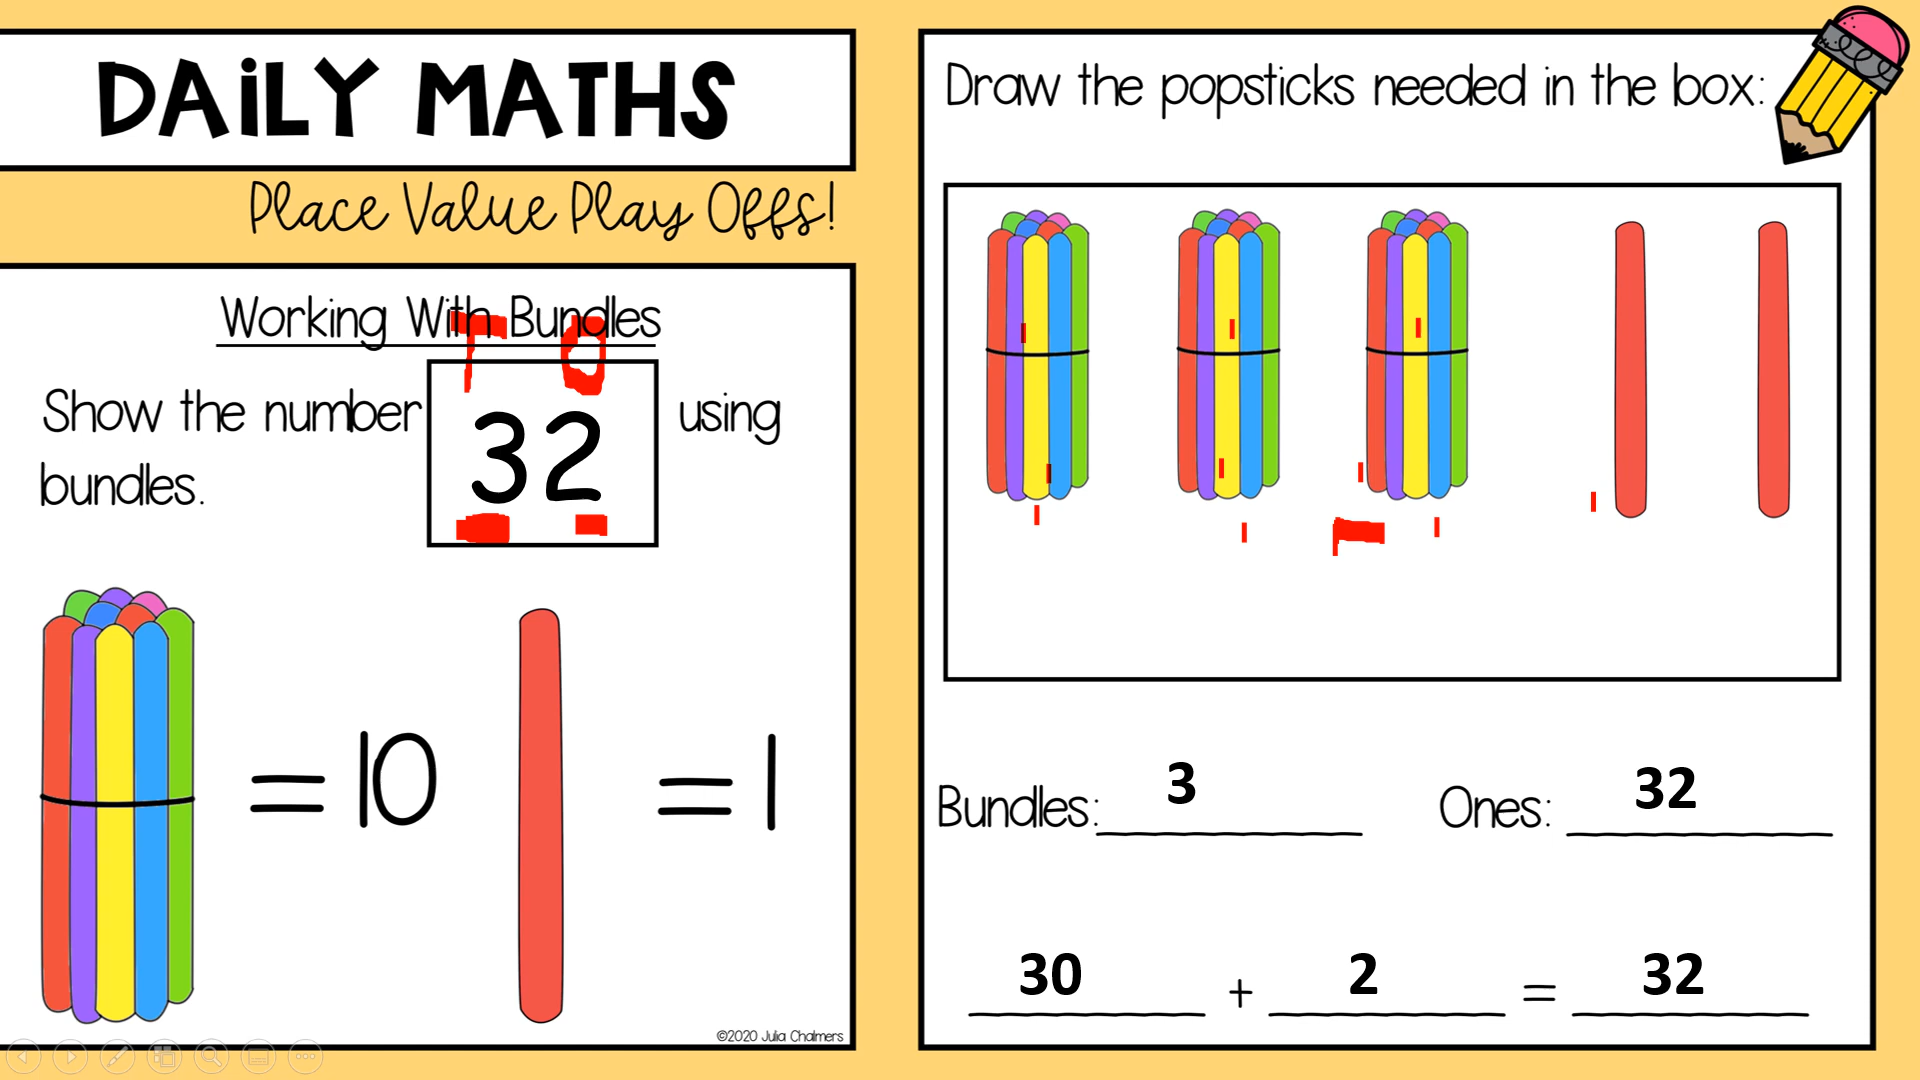 DAiLY MATHS
Place Value Play Offs!
Working With Bundles
T O
Show the number 32 using
bundles.
= 10 = 1
©2020 Julia Chalmers
Draw the popsticks needed in the box:
Bundles: 3 Ones: 32
30 + 2 = 32